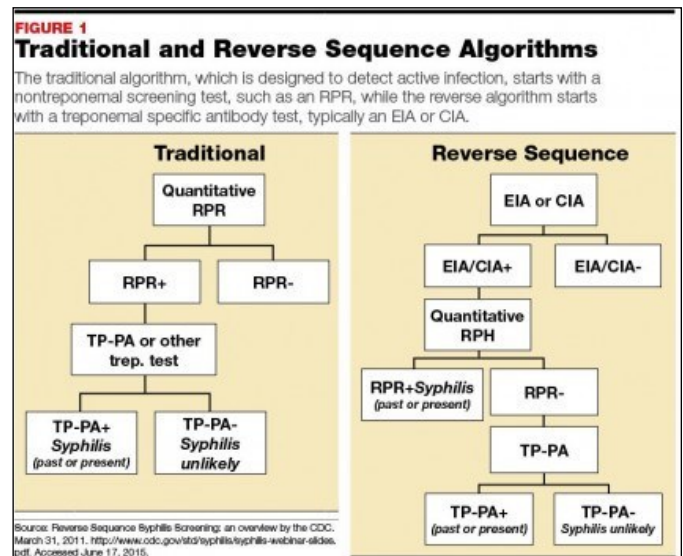 FIGURE 1
Traditional and Reverse Sequence Algorithms
The traditional algorithm, which is designed to detect active infection, starts with a
nontreponemal screening test, such as an RPR, while the reverse algorithm starts
with a treponemal specific antibody test, typically an EIA or CIA.
Traditional
Quantitative
RPR
RPR+
RPR-
TP-PA or other
trep. test
TP-PA+
Syphilis
(past or present)
TP-PA-
Syphilis
unlikely
Source: Reverse Sequence Syphilis Screening: an overview by the CDC.
March 31, 2011. http://www.cdc.gov/std/syphilis/syphilis-webinar-slides.
pdf. Accessed June 17, 2015.
Reverse Sequence
EIA or CIA
EIA/CIA+
EIA/CIA-
Quantitative
RPH
RPR+Syphilis
(past or present)
RPR-
TP-PA
TP-PA+
(past or present)
TP-PA-
Syphilis unlikely